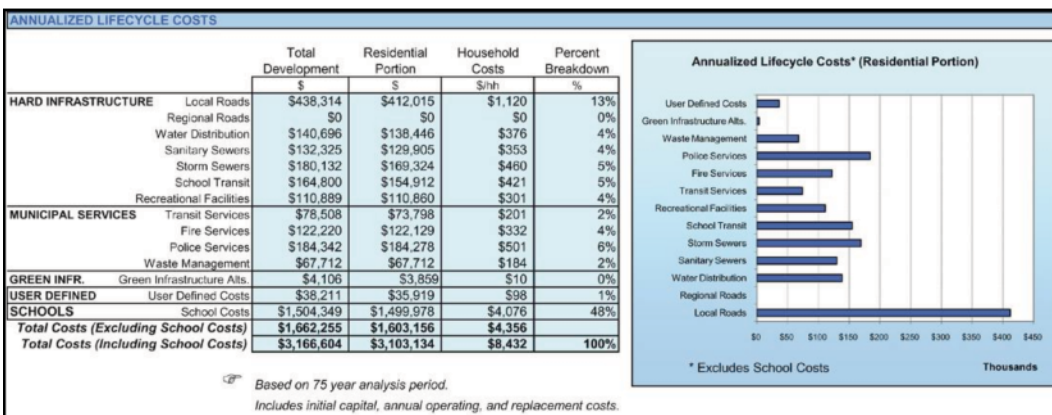 ANNUALIZED LIFECYCLE COSTS
Total Residential Household Percent
Development Portion Costs Breakdown
$ $ $/hh %
HARD INFRASTRUCTURE Local Roads $438,314 $412,015 $1,120 13%
Regional Roads $0 $0 $0 0%
Water Distribution $140,696 $138,446 $376 4%
Sanitary Sewers $132,325 $129,905 $353 4%
Storm Sewers $180,132 $169,324 $460 5%
School Transit $164,800 $154,912 $421 5%
Recreational Facilities $110,889 $110,860 $301 4%
MUNICIPAL SERVICES Transit Services $78,508 $73,798 $201 2%
Fire Services $122,220 $122,129 $332 4%
Police Services $184,342 $184,278 $501 6%
Waste Management $67,712 $67,712 $184 2%
GREEN INFR. Green Infrastructure Alts. $4,106 $3,859 $10 0%
USER DEFINED User Defined Costs $38,211 $35,919 $98 1%
SCHOOLS School Costs $1,504,349 $1,499,978 $4,076 48%
Total Costs (Excluding School Costs) $1,662,255 $1,603,156 $4,356
Total Costs (Including School Costs) $3,166,604 $3,103,134 $8,432 100%
☞ Based on 75 year analysis period.
Includes initial capital, annual operating, and replacement costs.
Annualized Lifecycle Costs* (Residential Portion)
User Defined Costs
Green Infrastructure Alts.
Waste Management
Police Services
Fire Services
Transit Services
Recreational Facilities
School Transit
Storm Sewers
Sanitary Sewers
Water Distribution
Regional Roads
Local Roads
$0 $50 $100 $150 $200 $250 $300 $350 $400 $450
* Excludes School Costs Thousands